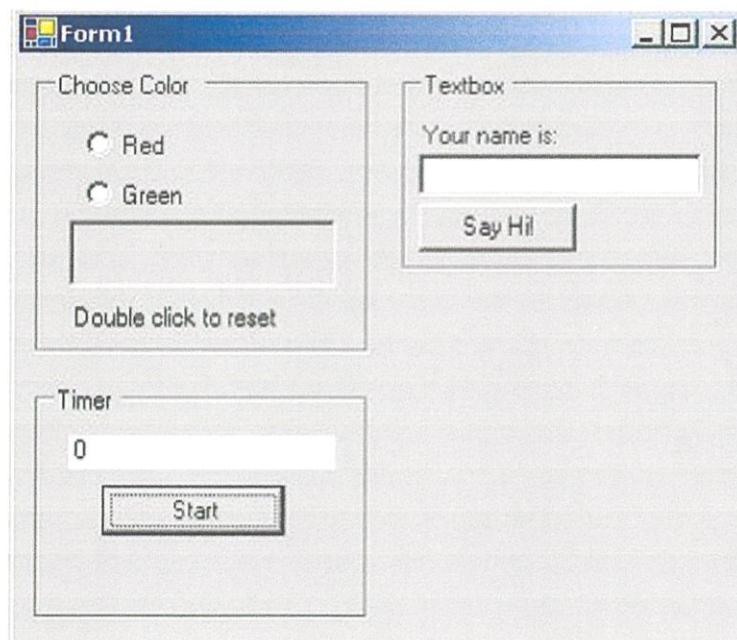 Form1
Choose Color
Red
Green
Double click to reset
Textbox
Your name is:
Say Hi!
Timer
0
Start